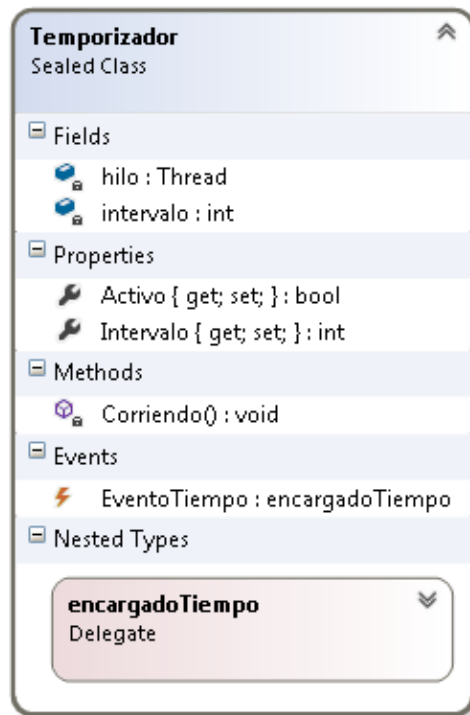 Temporizador
Sealed Class
Fields
hilo : Thread
intervalo : int
Properties
Activo { get; set; } : bool
Intervalo { get; set; } : int
Methods
Corriendo() : void
Events
EventoTiempo : encargadoTiempo
Nested Types
encargadoTiempo
Delegate